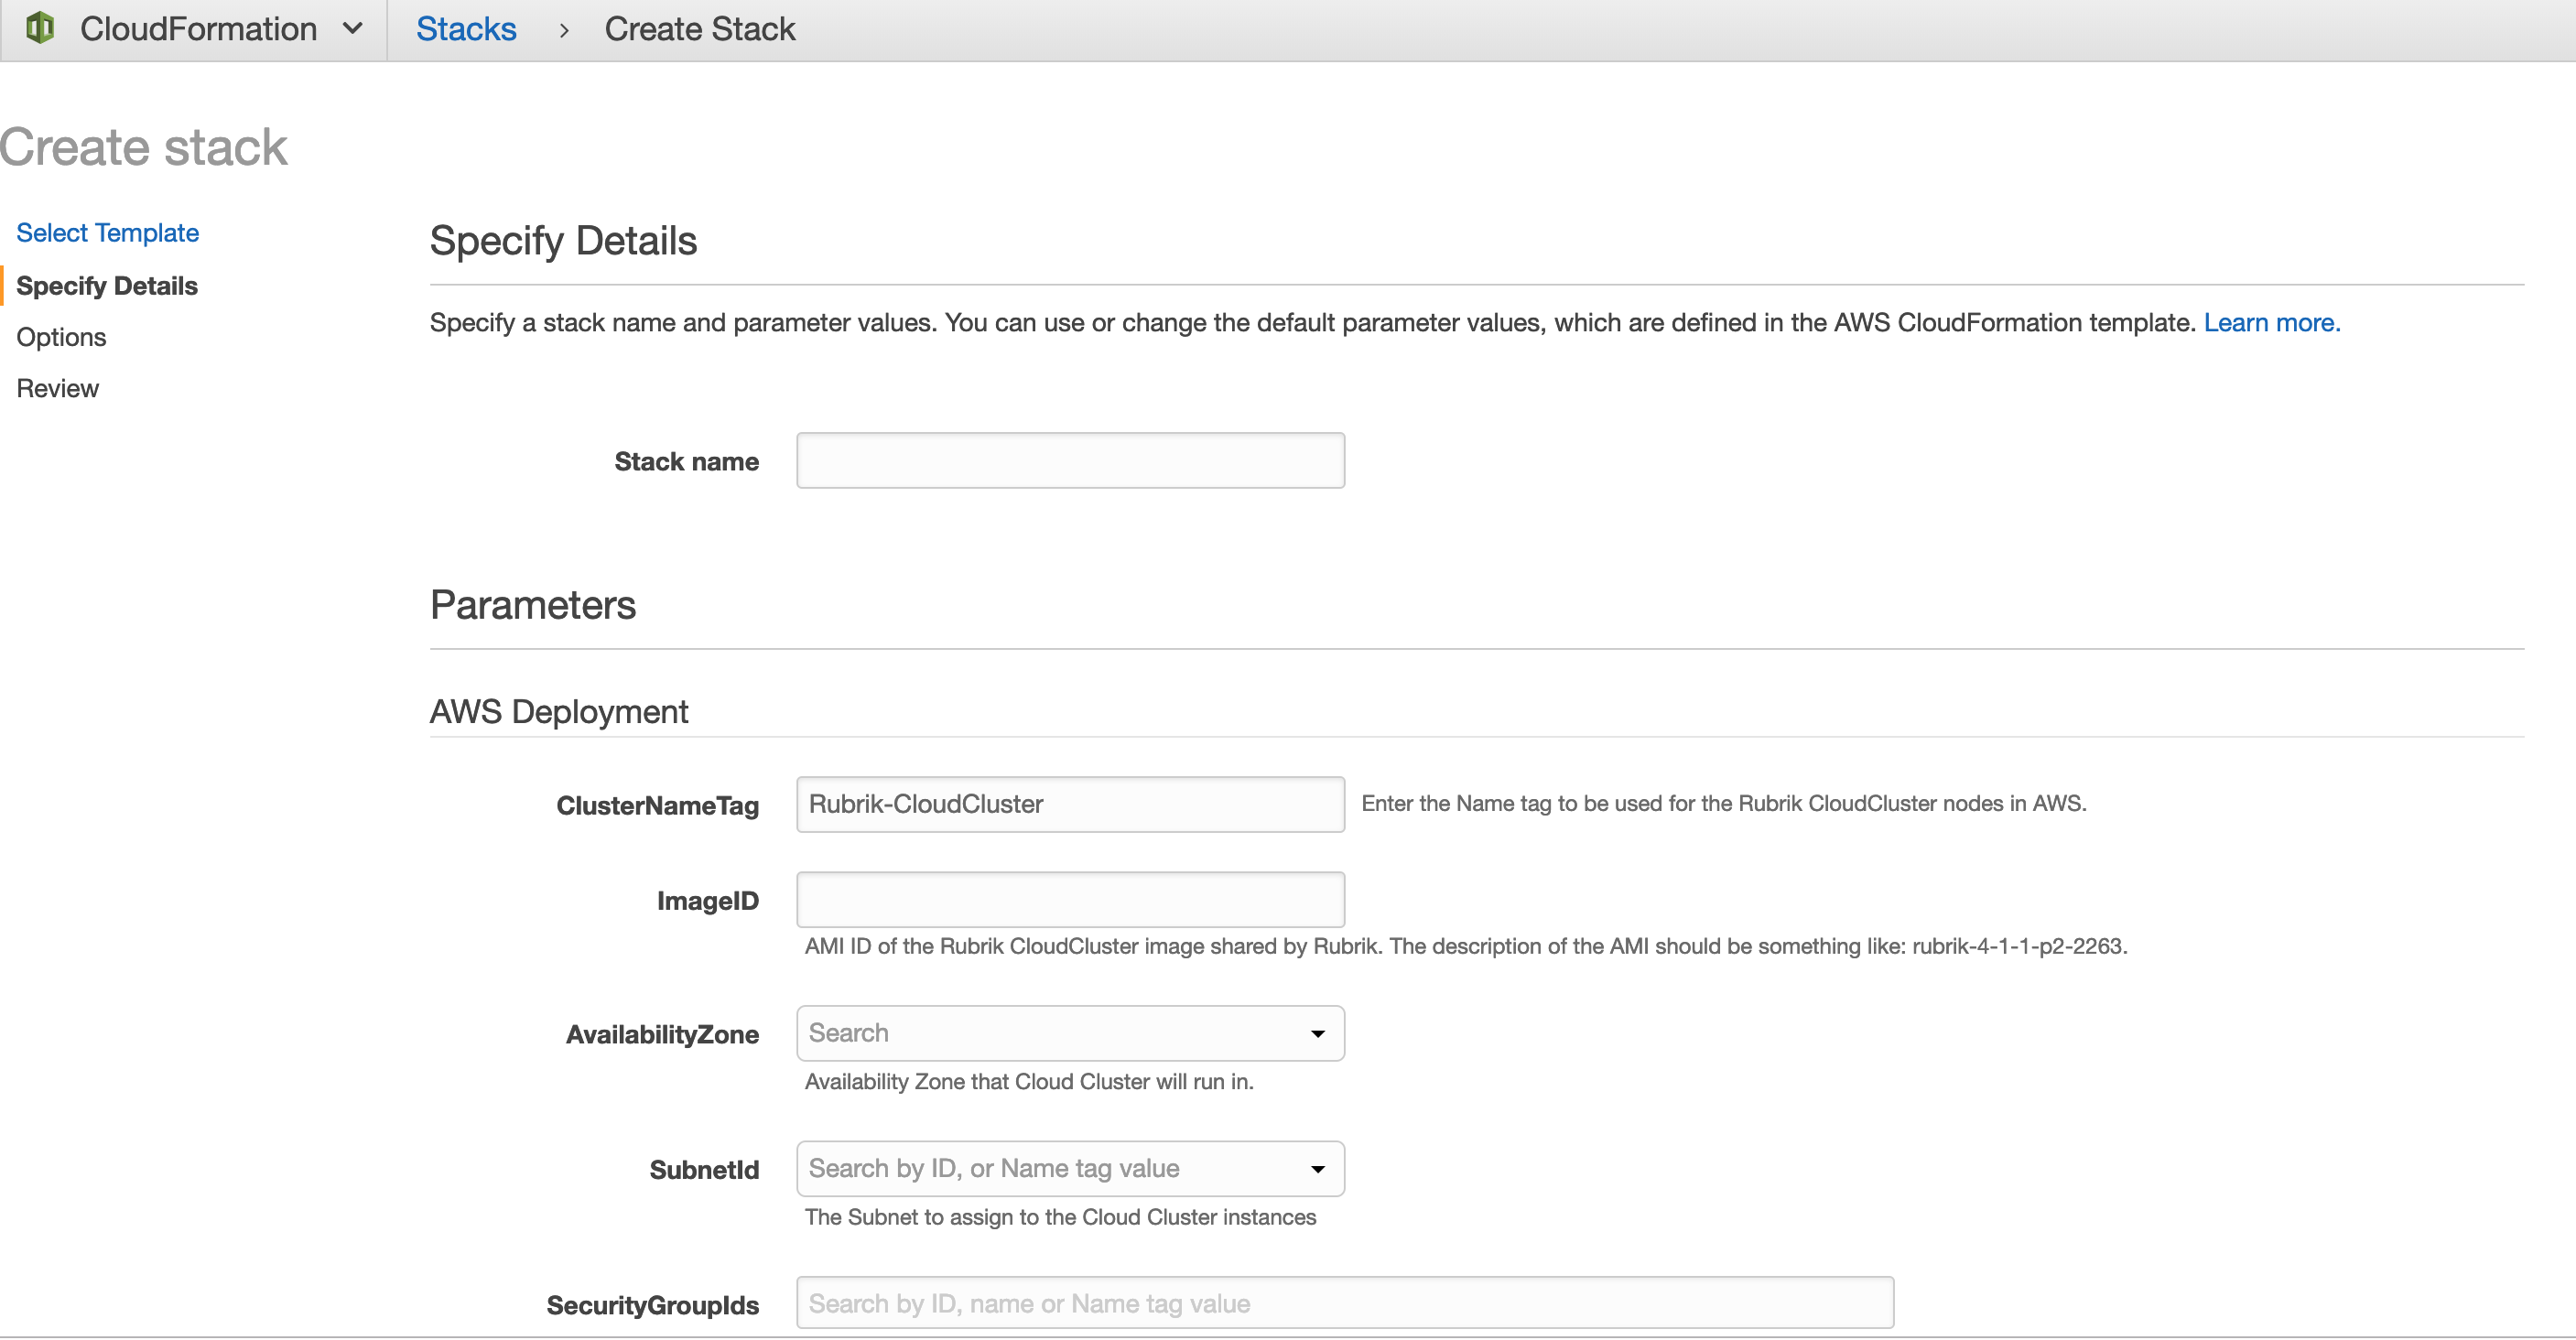 CloudFormation
Stacks > Create Stack
Create stack
Select Template
Specify Details
Options
Review
Specify Details
Specify a stack name and parameter values. You can use or change the default parameter values, which are defined in the AWS CloudFormation template. Learn more.
Stack name
Parameters
AWS Deployment
ClusterNameTag Rubrik-CloudCluster Enter the Name tag to be used for the Rubrik CloudCluster nodes in AWS.
ImageID
AMI ID of the Rubrik CloudCluster image shared by Rubrik. The description of the AMI should be something like: rubrik-4-1-1-p2-2263.
AvailabilityZone Search
Availability Zone that Cloud Cluster will run in.
SubnetId Search by ID, or Name tag value
The Subnet to assign to the Cloud Cluster instances
SecurityGroupIds Search by ID, name or Name tag value